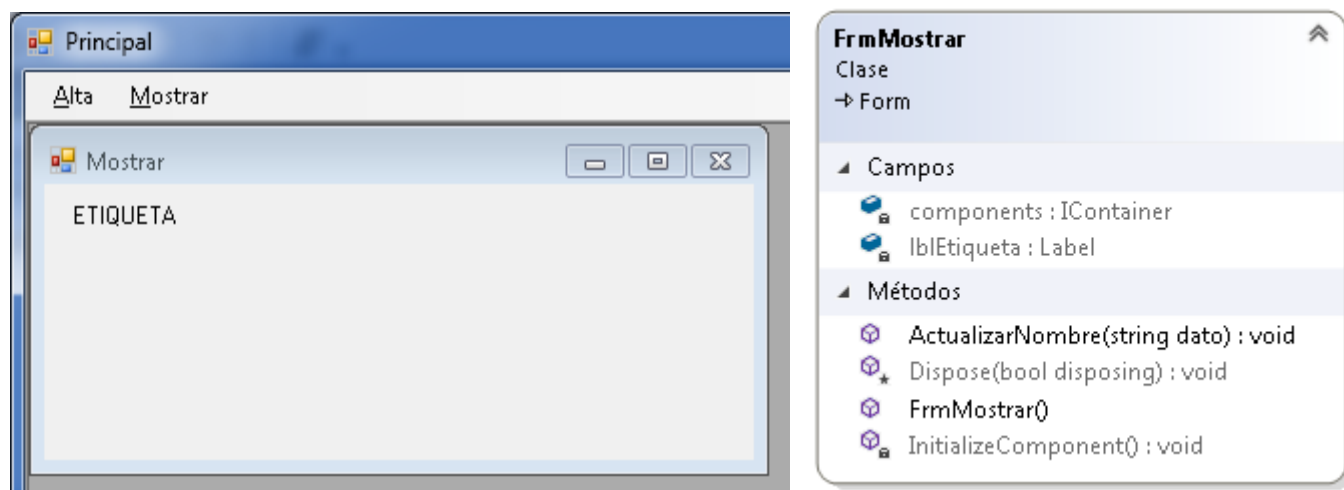 Principal
Alta Mostrar
Mostrar
ETIQUETA
FrmMostrar
Clase
Form
Campos
components : IContainer
lblEtiqueta : Label
Métodos
ActualizarNombre(string dato) : void
Dispose(bool disposing) : void
FrmMostrar()
InitializeComponent() : void